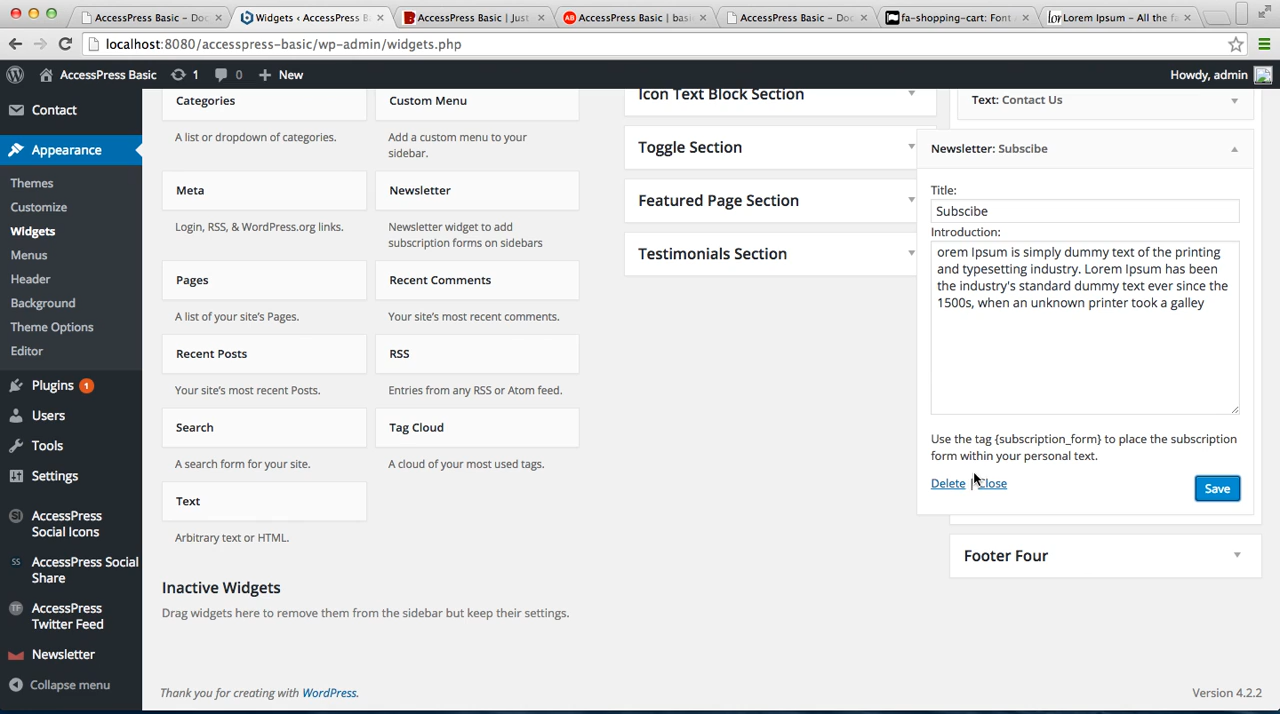 AccessPress Basic - Doc
Widgets ‹ AccessPress B
AccessPress Basic | Just
AccessPress Basic | basi
AccessPress Basic - Doc
fa-shopping-cart: Font A
Lorem Ipsum - All the fa
localhost:8080/accesspress-basic/wp-admin/widgets.php
AccessPress Basic 1 0 + New
Howdy, admin
Contact
Appearance
Themes
Customize
Widgets
Menus
Header
Background
Theme Options
Editor
Plugins 1
Users
Tools
Settings
AccessPress
Social Icons
AccessPress Social
Share
AccessPress
Twitter Feed
Newsletter
Collapse menu
Categories
A list or dropdown of categories.
Custom Menu
Add a custom menu to your
sidebar.
Meta
Login, RSS, & WordPress.org links.
Newsletter
Newsletter widget to add
subscription forms on sidebars
Pages
A list of your site's Pages.
Recent Comments
Your site's most recent comments.
Recent Posts
Your site's most recent Posts.
RSS
Entries from any RSS or Atom feed.
Search
A search form for your site.
Tag Cloud
A cloud of your most used tags.
Text
Arbitrary text or HTML.
Inactive Widgets
Drag widgets here to remove them from the sidebar but keep their settings.
Icon Text Block Section
Toggle Section
Featured Page Section
Testimonials Section
Text: Contact Us
Newsletter: Subscibe
Title:
Subscibe
Introduction:
orem Ipsum is simply dummy text of the printing
and typesetting industry. Lorem Ipsum has been
the industry's standard dummy text ever since the
1500s, when an unknown printer took a galley
Use the tag {subscription_form} to place the subscription
form within your personal text.
Delete | Close
Save
Footer Four
Thank you for creating with WordPress.
Version 4.2.2